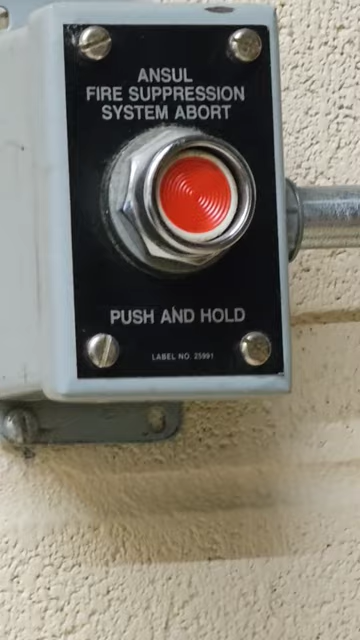 ANSUL
FIRE SUPPRESSION
SYSTEM ABORT
PUSH AND HOLD
LABEL NO. 25991